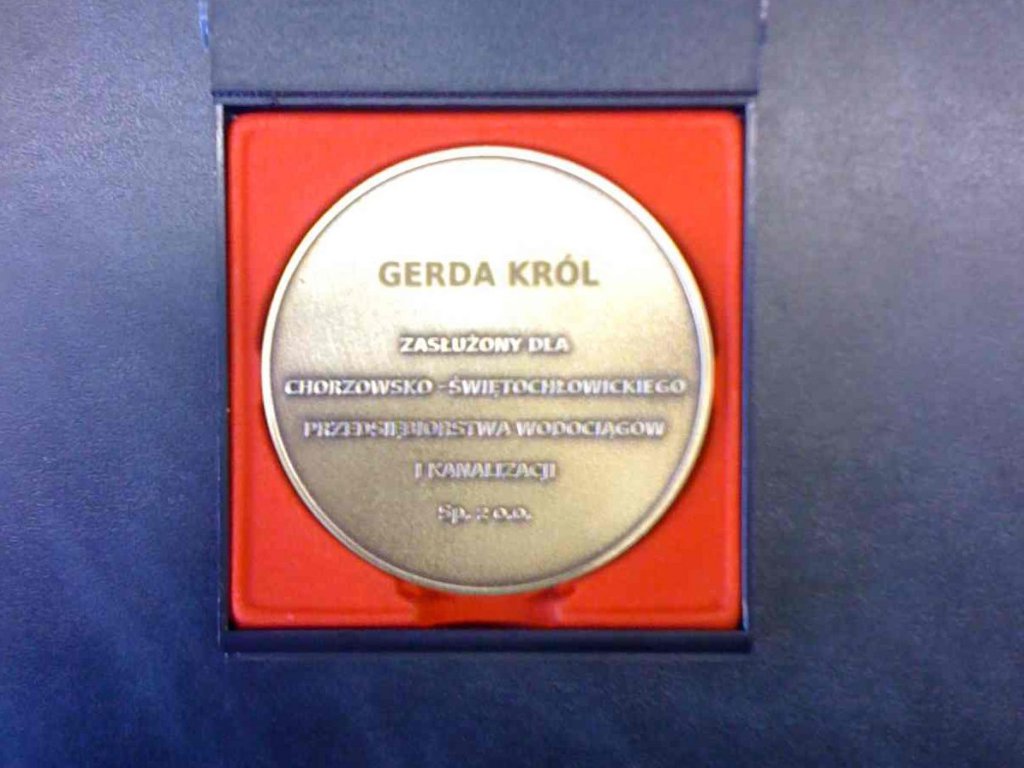 GERDA KRÓL
ZASŁUŻONY DLA
CHORZOWSKO - ŚWIĘTOCHŁOWICKIEGO
PRZEDSIĘBIORSTWA WODOCIĄGÓW
I KANALIZACJI
Sp. z o.o.